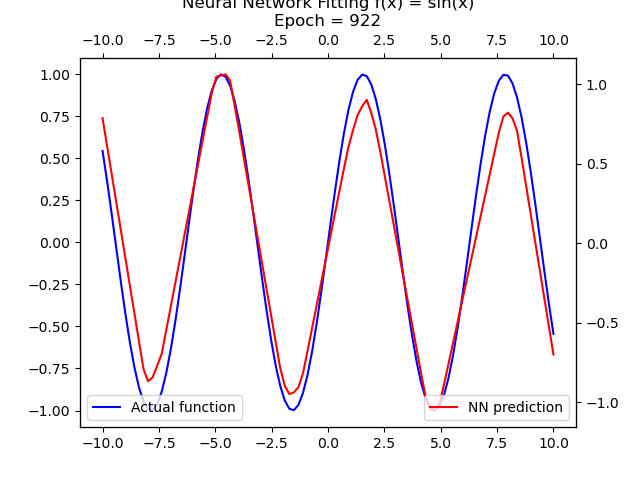 Neural Network Fitting f(x) = sin(x)
Epoch = 922
−10.0 −7.5 −5.0 −2.5 0.0 2.5 5.0 7.5 10.0
1.00
0.75
0.50
0.25
0.00
−0.25
−0.50
−0.75
−1.00
1.0
0.5
0.0
−0.5
−1.0
Actual function
NN prediction
−10.0 −7.5 −5.0 −2.5 0.0 2.5 5.0 7.5 10.0